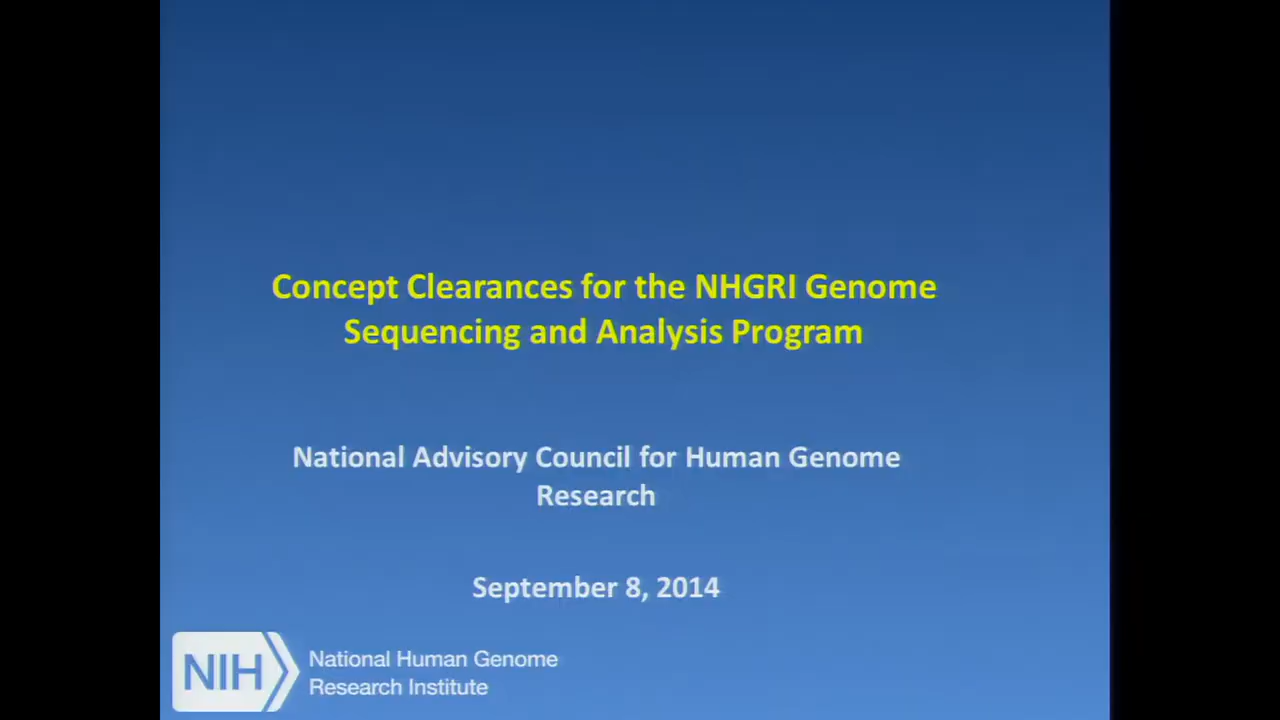 Concept Clearances for the NHGRI Genome
Sequencing and Analysis Program
National Advisory Council for Human Genome
Research
September 8, 2014
NIH
National Human Genome
Research Institute